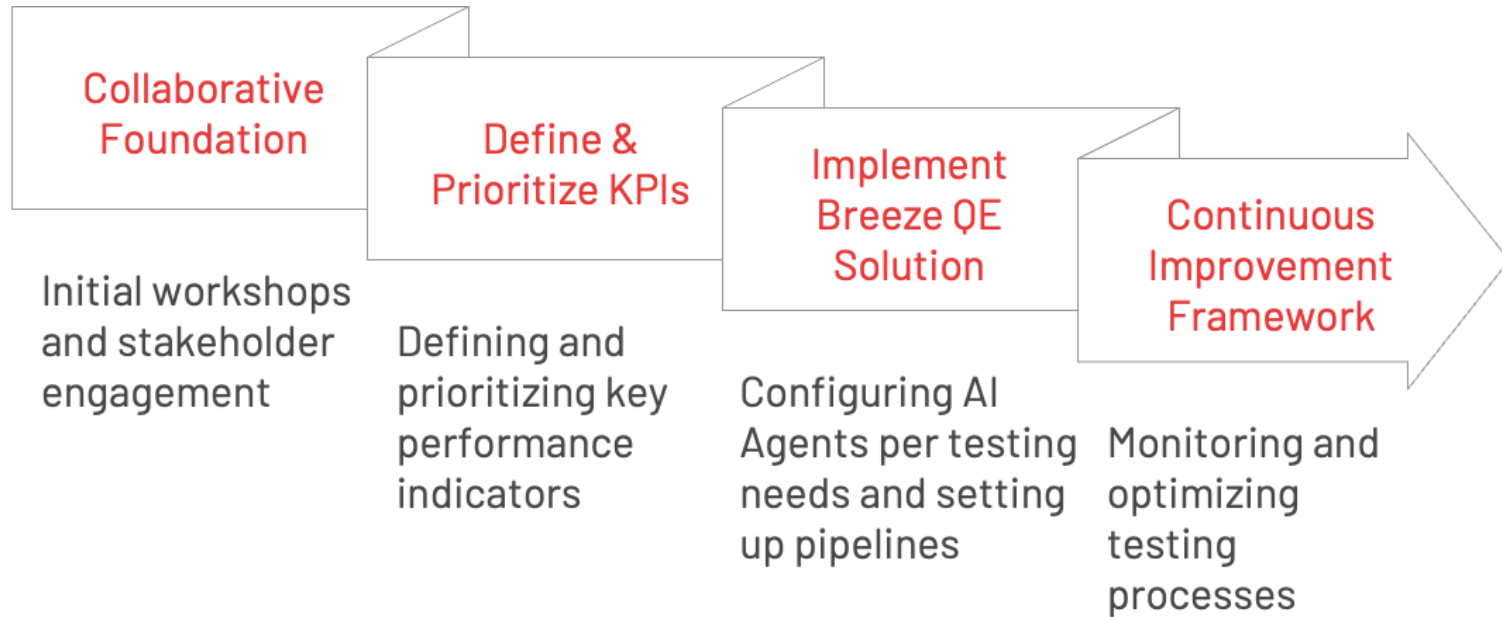 Collaborative
Foundation
Initial workshops
and stakeholder
engagement
Define &
Prioritize KPIs
Defining and
prioritizing key
performance
indicators
Implement
Breeze QE
Solution
Configuring AI
Agents per testing
needs and setting
up pipelines
Continuous
Improvement
Framework
Monitoring and
optimizing
testing
processes